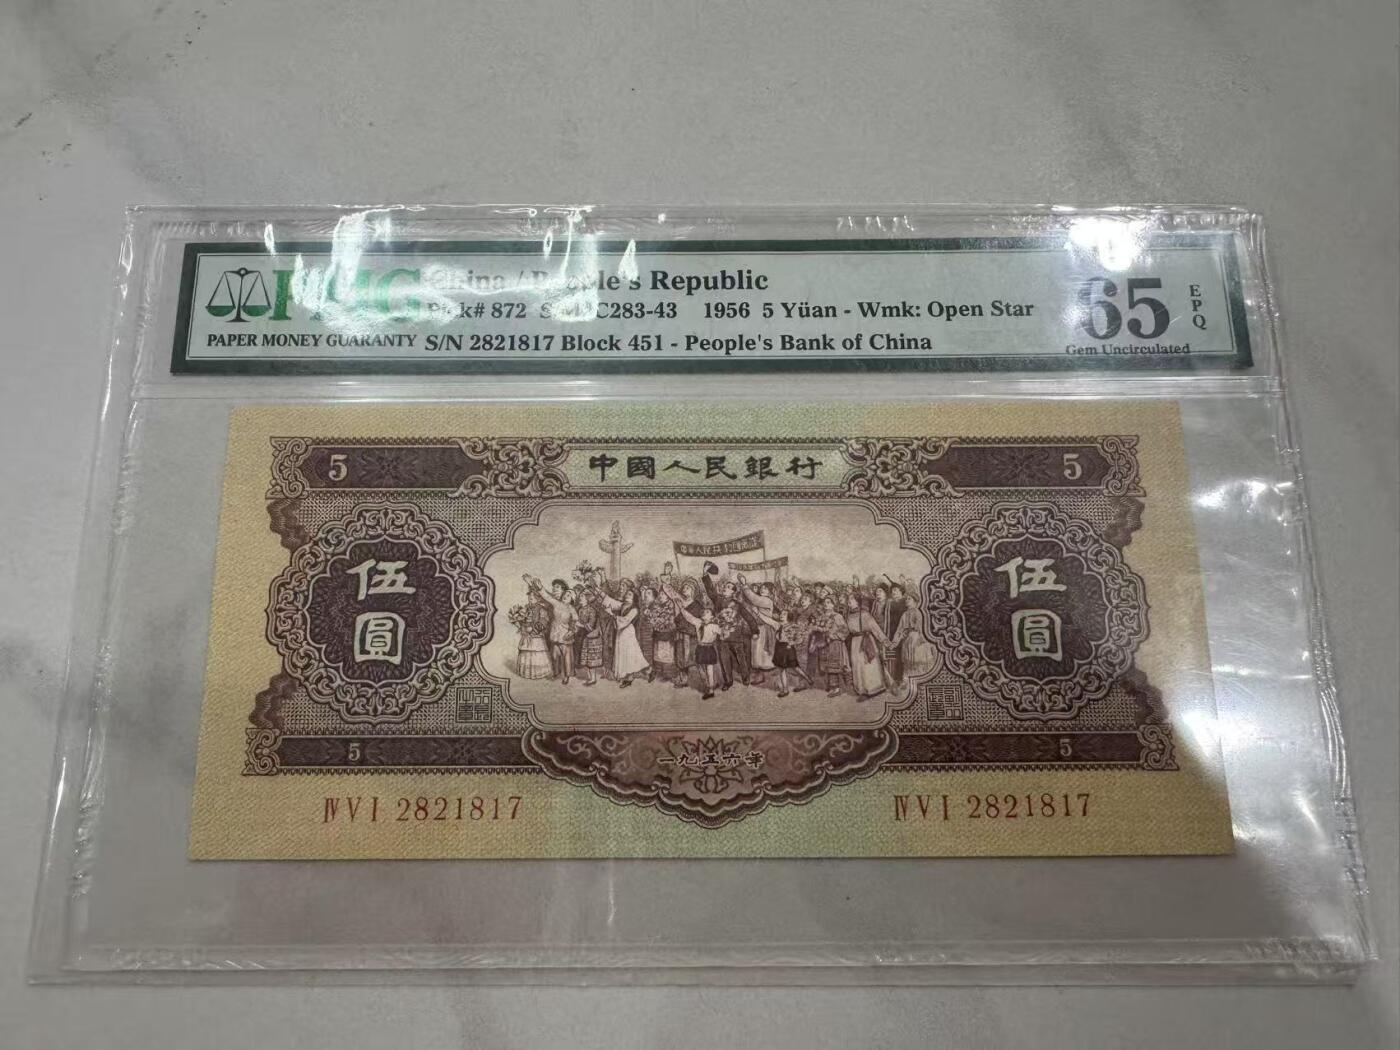 PMG
PAPER MONEY GUARANTY
China / People's Republic
Pick# 872 S/M#C283-43 1956 5 Yüan - Wmk: Open Star
S/N 2821817 Block 451 - People's Bank of China
65
EPQ
Gem Uncirculated
5 中國人民銀行 5
伍圓
伍圓
5 一九五六年 5
ⅣⅤⅠ 2821817
ⅣⅤⅠ 2821817